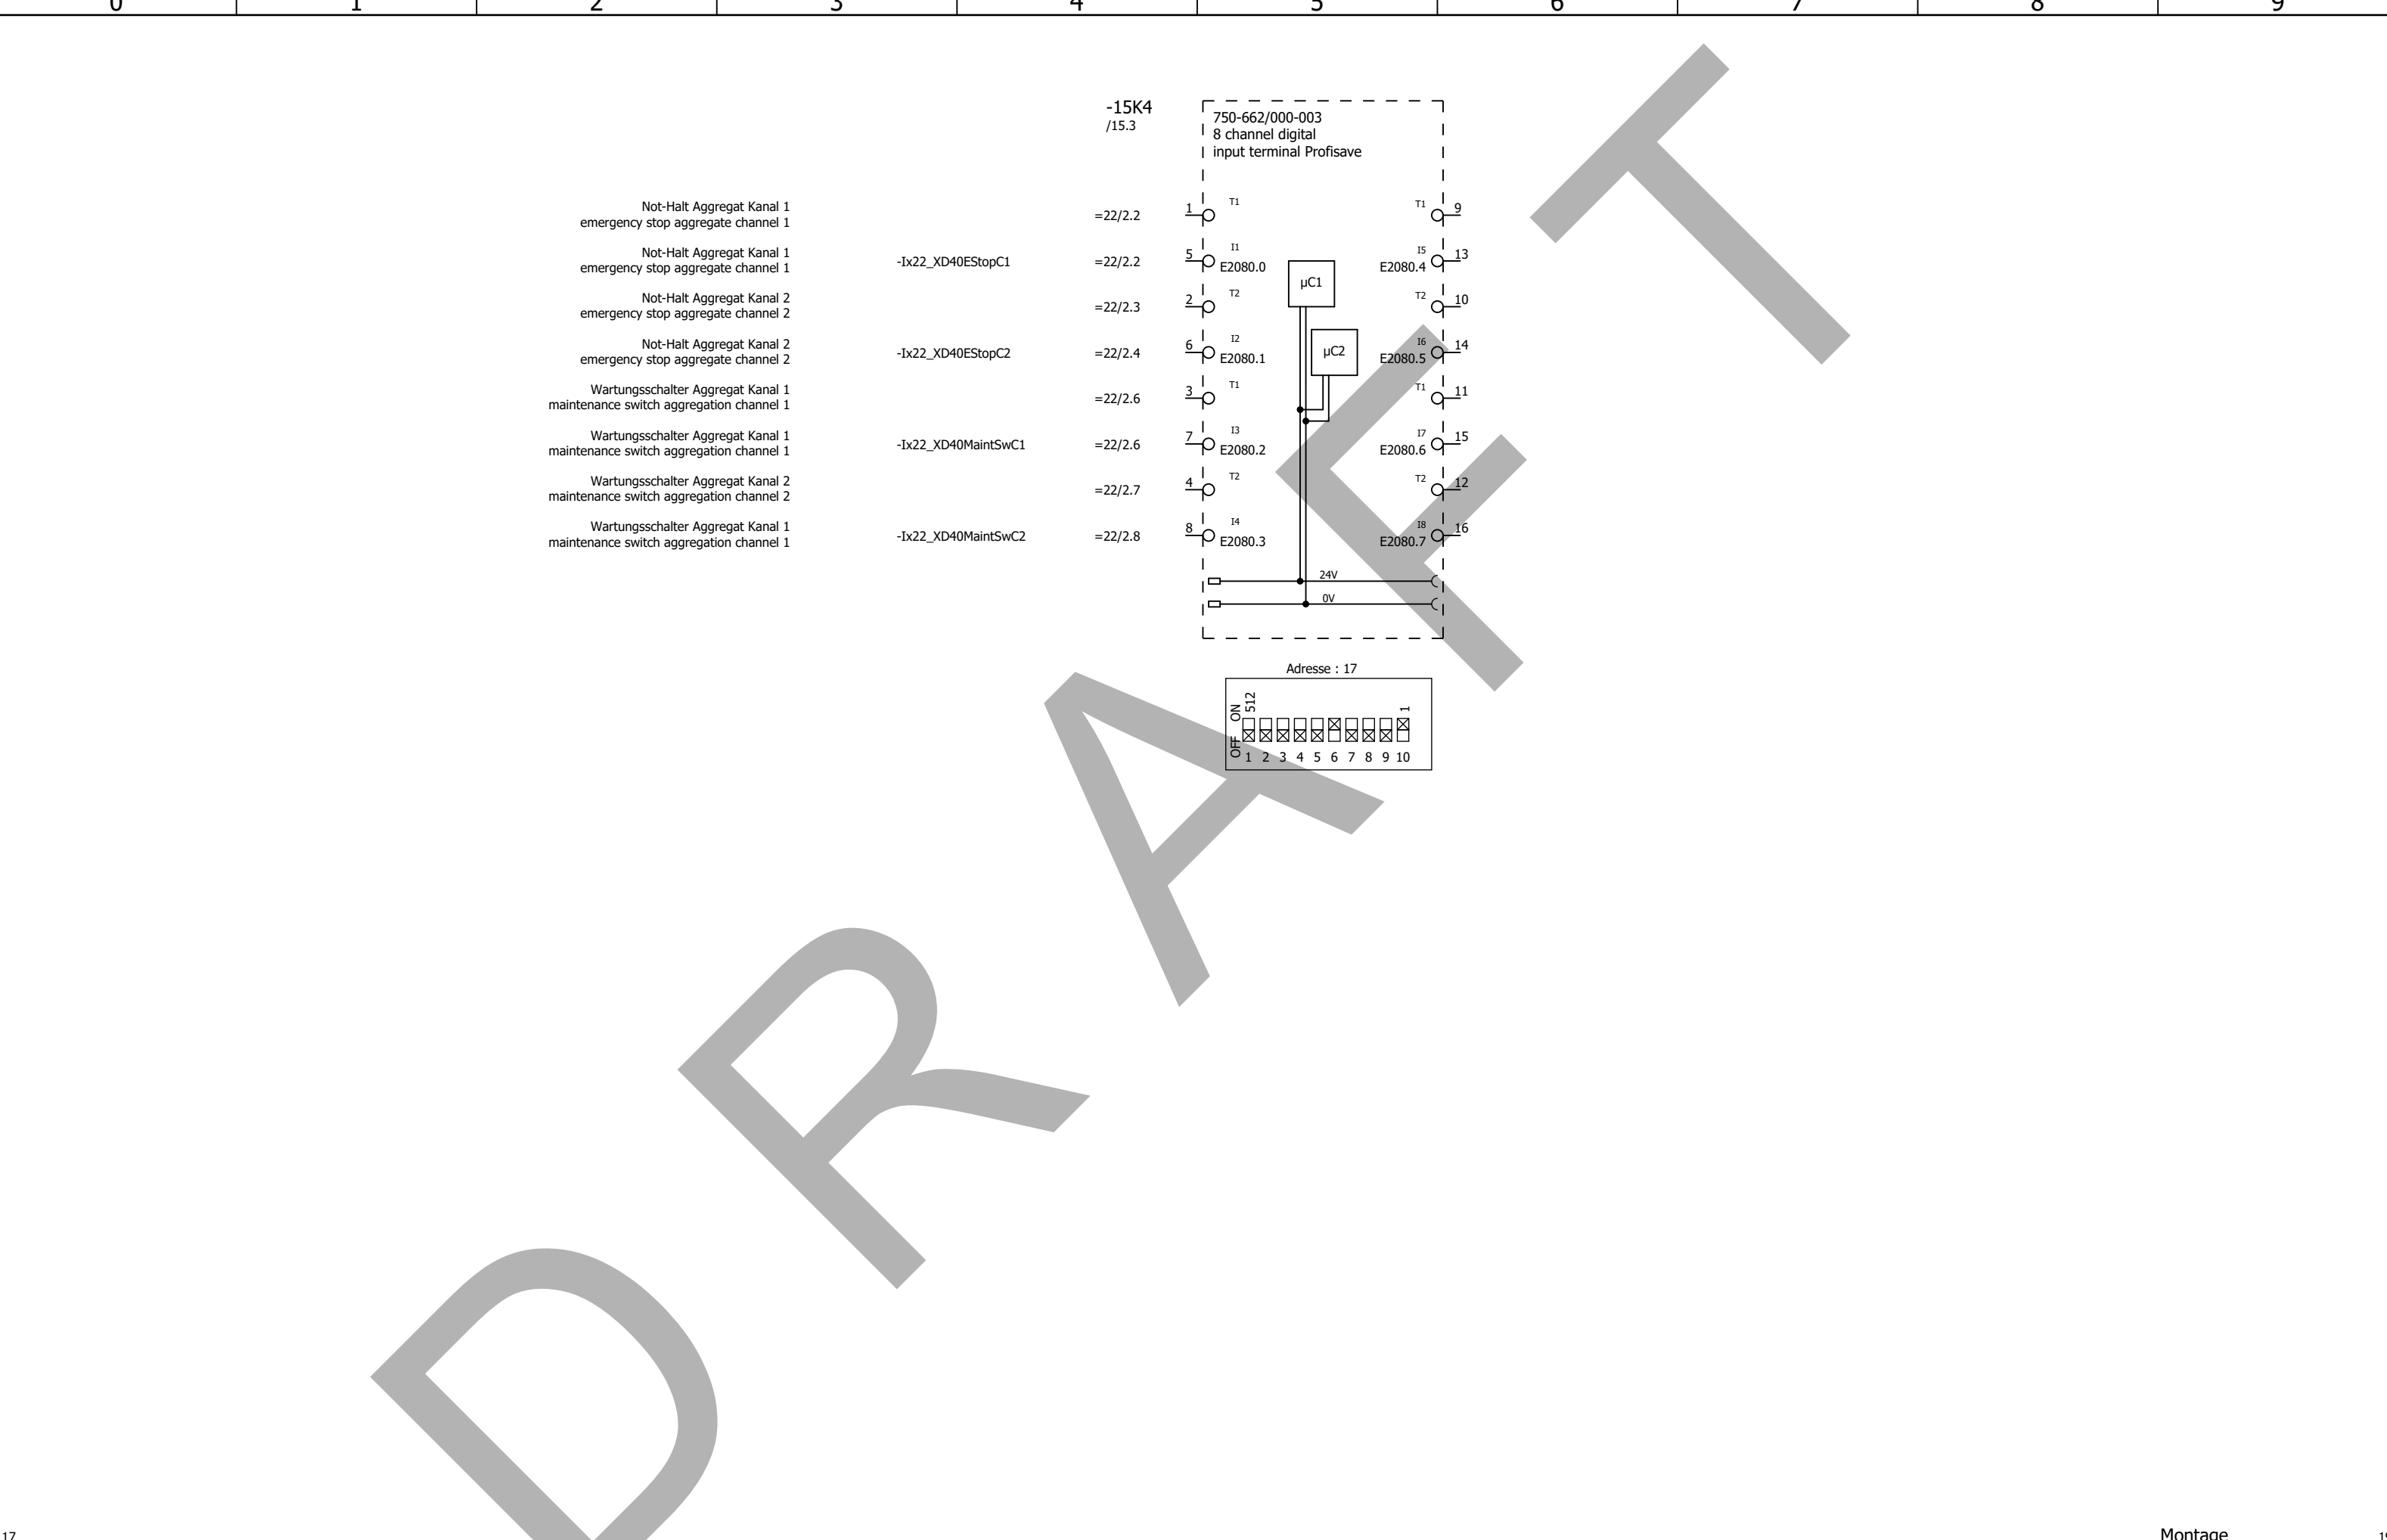 0 1 2 3 4 5 6 7 8 9
-15K4
/15.3
750-662/000-003
8 channel digital
input terminal Profisave
Not-Halt Aggregat Kanal 1
emergency stop aggregate channel 1
=22/2.2
1 T1
T1 9
Not-Halt Aggregat Kanal 1
emergency stop aggregate channel 1
-Ix22_XD40EStopC1
=22/2.2
5 I1
E2080.0
I5 13
E2080.4
µC1
Not-Halt Aggregat Kanal 2
emergency stop aggregate channel 2
=22/2.3
2 T2
T2 10
Not-Halt Aggregat Kanal 2
emergency stop aggregate channel 2
-Ix22_XD40EStopC2
=22/2.4
6 I2
E2080.1
µC2
I6 14
E2080.5
Wartungsschalter Aggregat Kanal 1
maintenance switch aggregation channel 1
=22/2.6
3 T1
T1 11
Wartungsschalter Aggregat Kanal 1
maintenance switch aggregation channel 1
-Ix22_XD40MaintSwC1
=22/2.6
7 I3
E2080.2
I7 15
E2080.6
Wartungsschalter Aggregat Kanal 2
maintenance switch aggregation channel 2
=22/2.7
4 T2
T2 12
Wartungsschalter Aggregat Kanal 1
maintenance switch aggregation channel 1
-Ix22_XD40MaintSwC2
=22/2.8
8 I4
E2080.3
I8 16
E2080.7
24V
0V
Adresse : 17
OFF ON
512
1
1 2 3 4 5 6 7 8 9 10
DRAFT
17
Montage